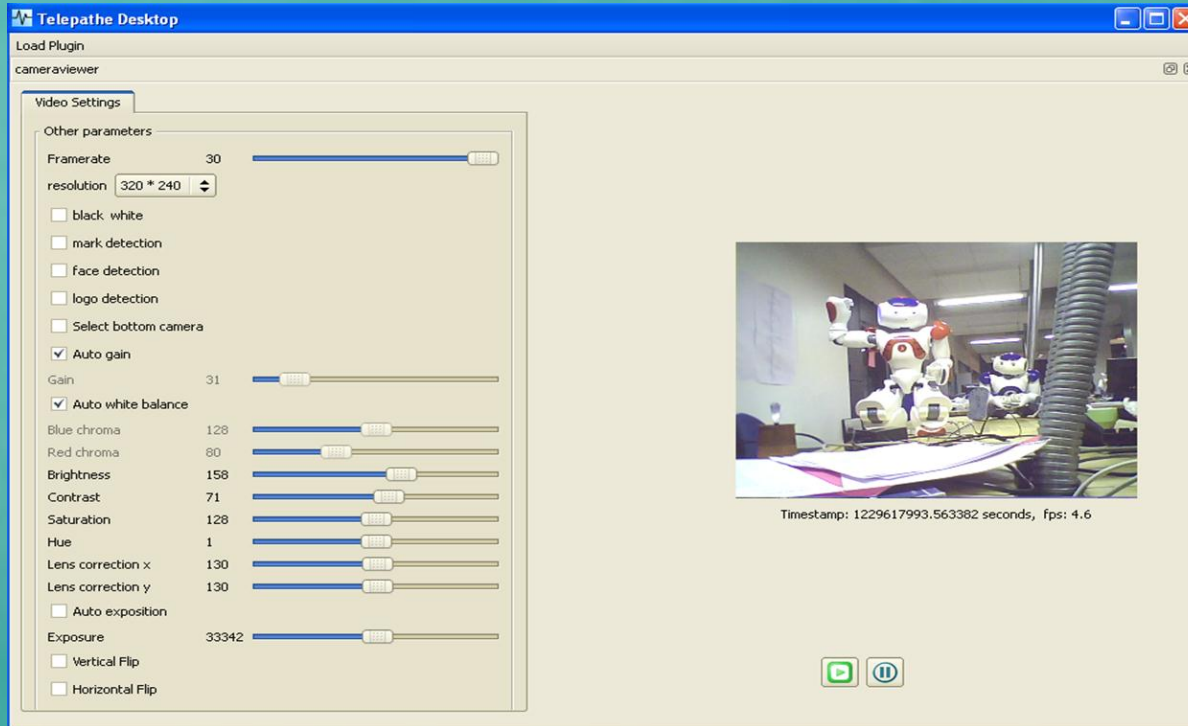 Telepathe Desktop
Load Plugin
cameraviewer
Video Settings
Other parameters
Framerate 30
resolution 320 * 240
black white
mark detection
face detection
logo detection
Select bottom camera
Auto gain
Gain 31
Auto white balance
Blue chroma 128
Red chroma 80
Brightness 158
Contrast 71
Saturation 128
Hue 1
Lens correction x 130
Lens correction y 130
Auto exposition
Exposure 33342
Vertical Flip
Horizontal Flip
Timestamp: 1229617993.563382 seconds, fps: 4.6